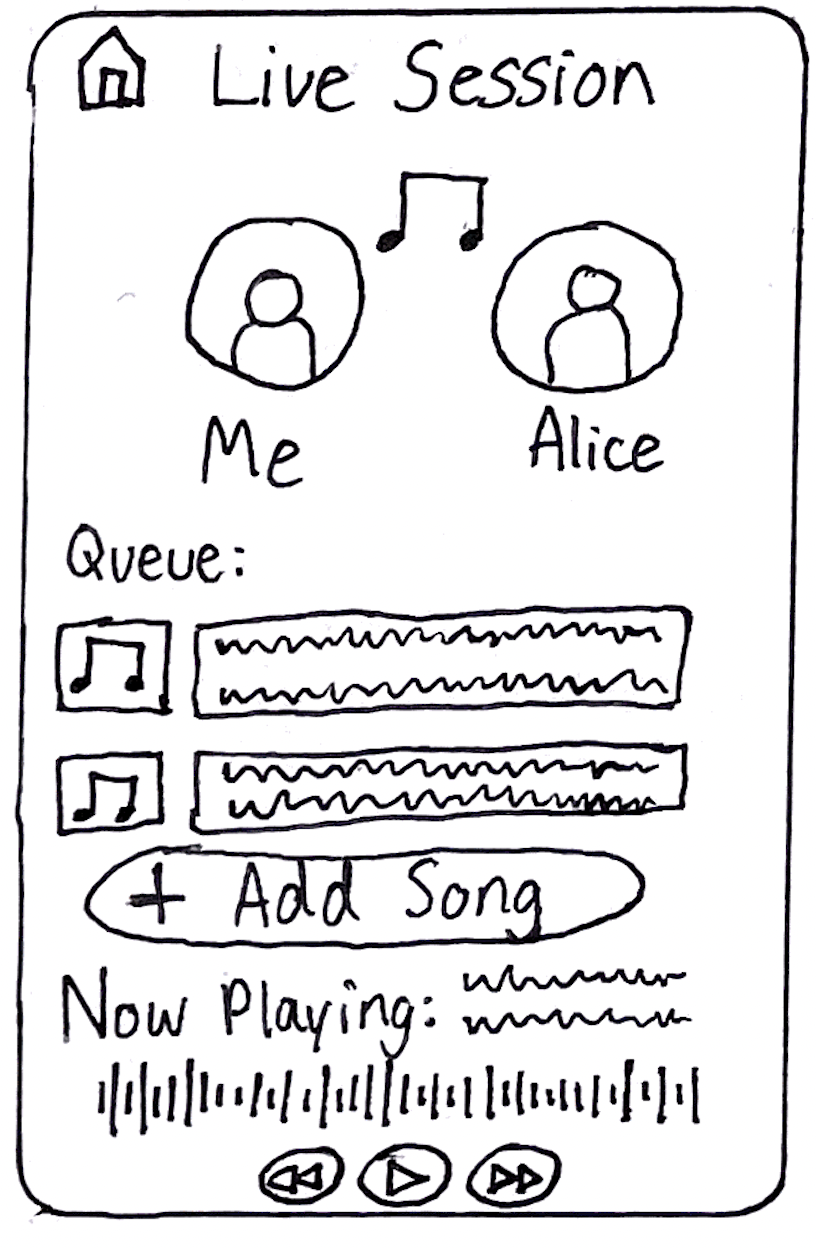 Live Session
Me
Alice
Queue:
+ Add Song
Now Playing: